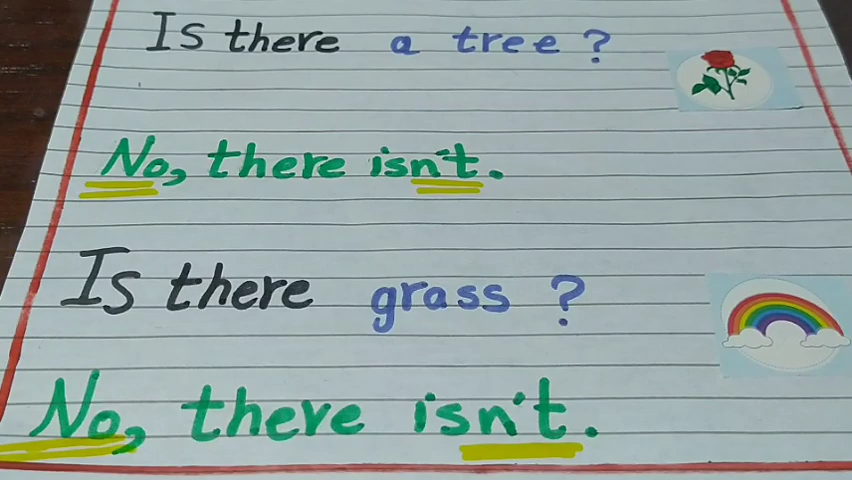 Is there a tree?
No, there isn't.
Is there grass?
No, there isn't.